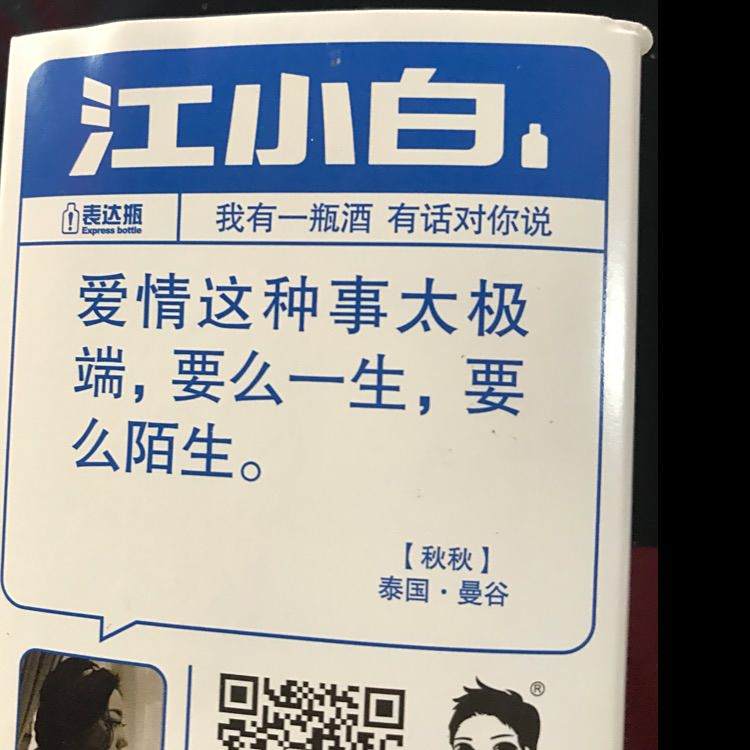 江小白
表达瓶
Express bottle
我有一瓶酒 有话对你说
爱情这种事太极
端，要么一生，要
么陌生。
【秋秋】
泰国·曼谷
®